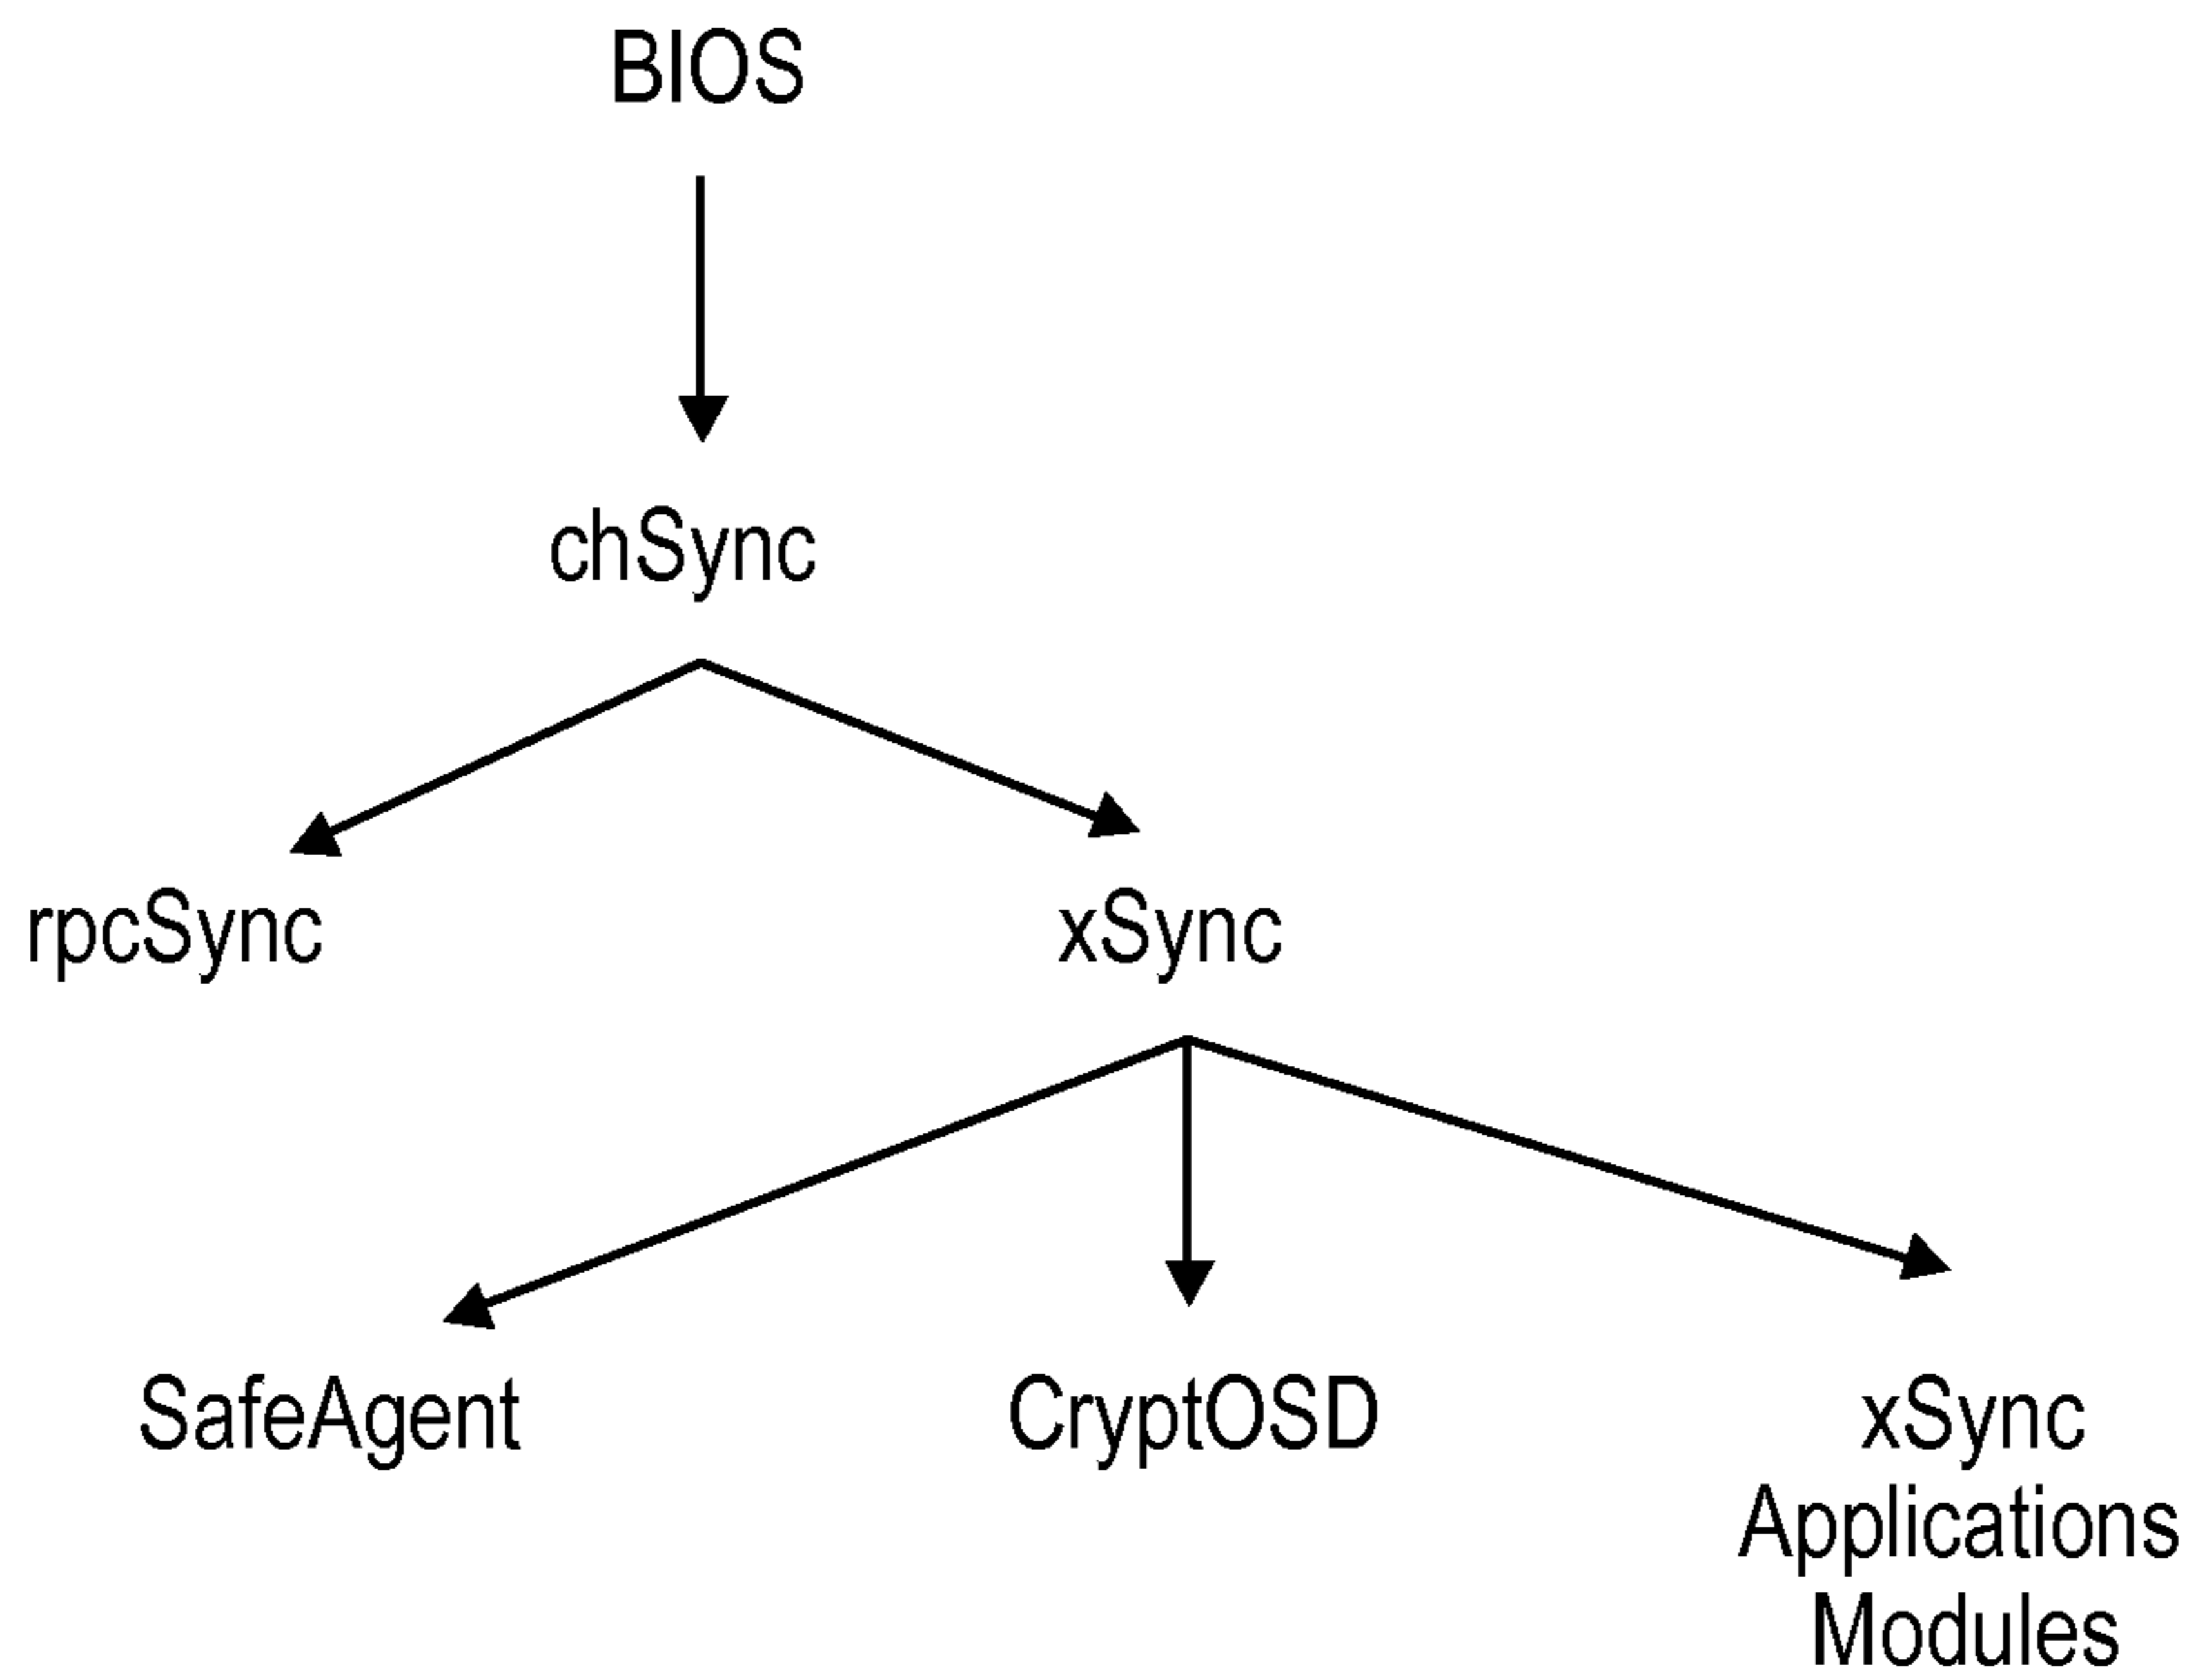 BIOS
chSync
rpcSync
xSync
SafeAgent
CryptOSD
xSync
Applications
Modules